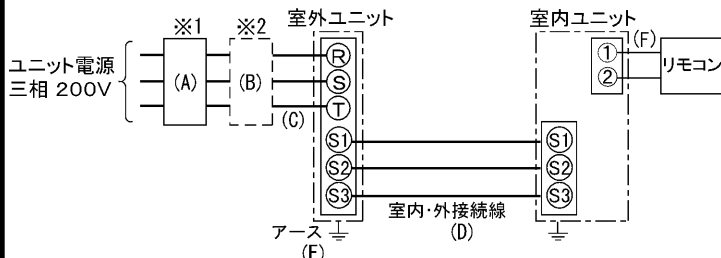 ※1
※2
室外ユニット
室内ユニット
ユニット電源
三相 200V
(A)
(B)
(C)
R
S
T
S1
S2
S3
①
②
(F)
リモコン
S1
S2
S3
室内・外接続線
(D)
アース
(E)